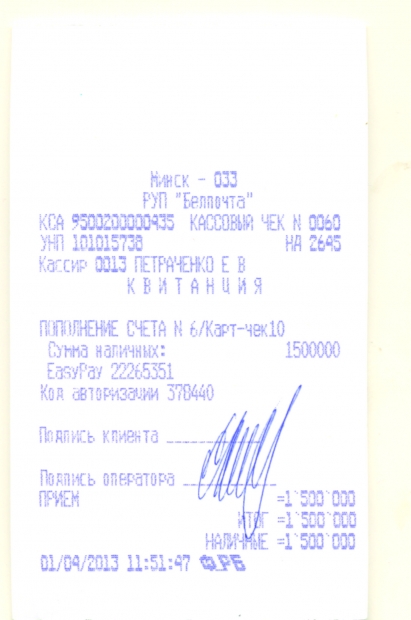 Минск - 033
РУП "Белпочта"
КСА 9500200000435 КАССОВЫЙ ЧЕК N 0060
УНП 101015738 НД 2645
Кассир 0013 ПЕТРАЧЕНКО Е В
К В И Т А Н Ц И Я
ПОПОЛНЕНИЕ СЧЕТА N 6/Карт-чек10
Сумма наличных: 1500000
EasyPay 22265351
Код авторизации 378440
Подпись клиента
Подпись оператора
ПРИЕМ =1`500`000
ИТОГ =1`500`000
НАЛИЧНЫЕ =1`500`000
01/04/2013 11:51:47 ФРБ